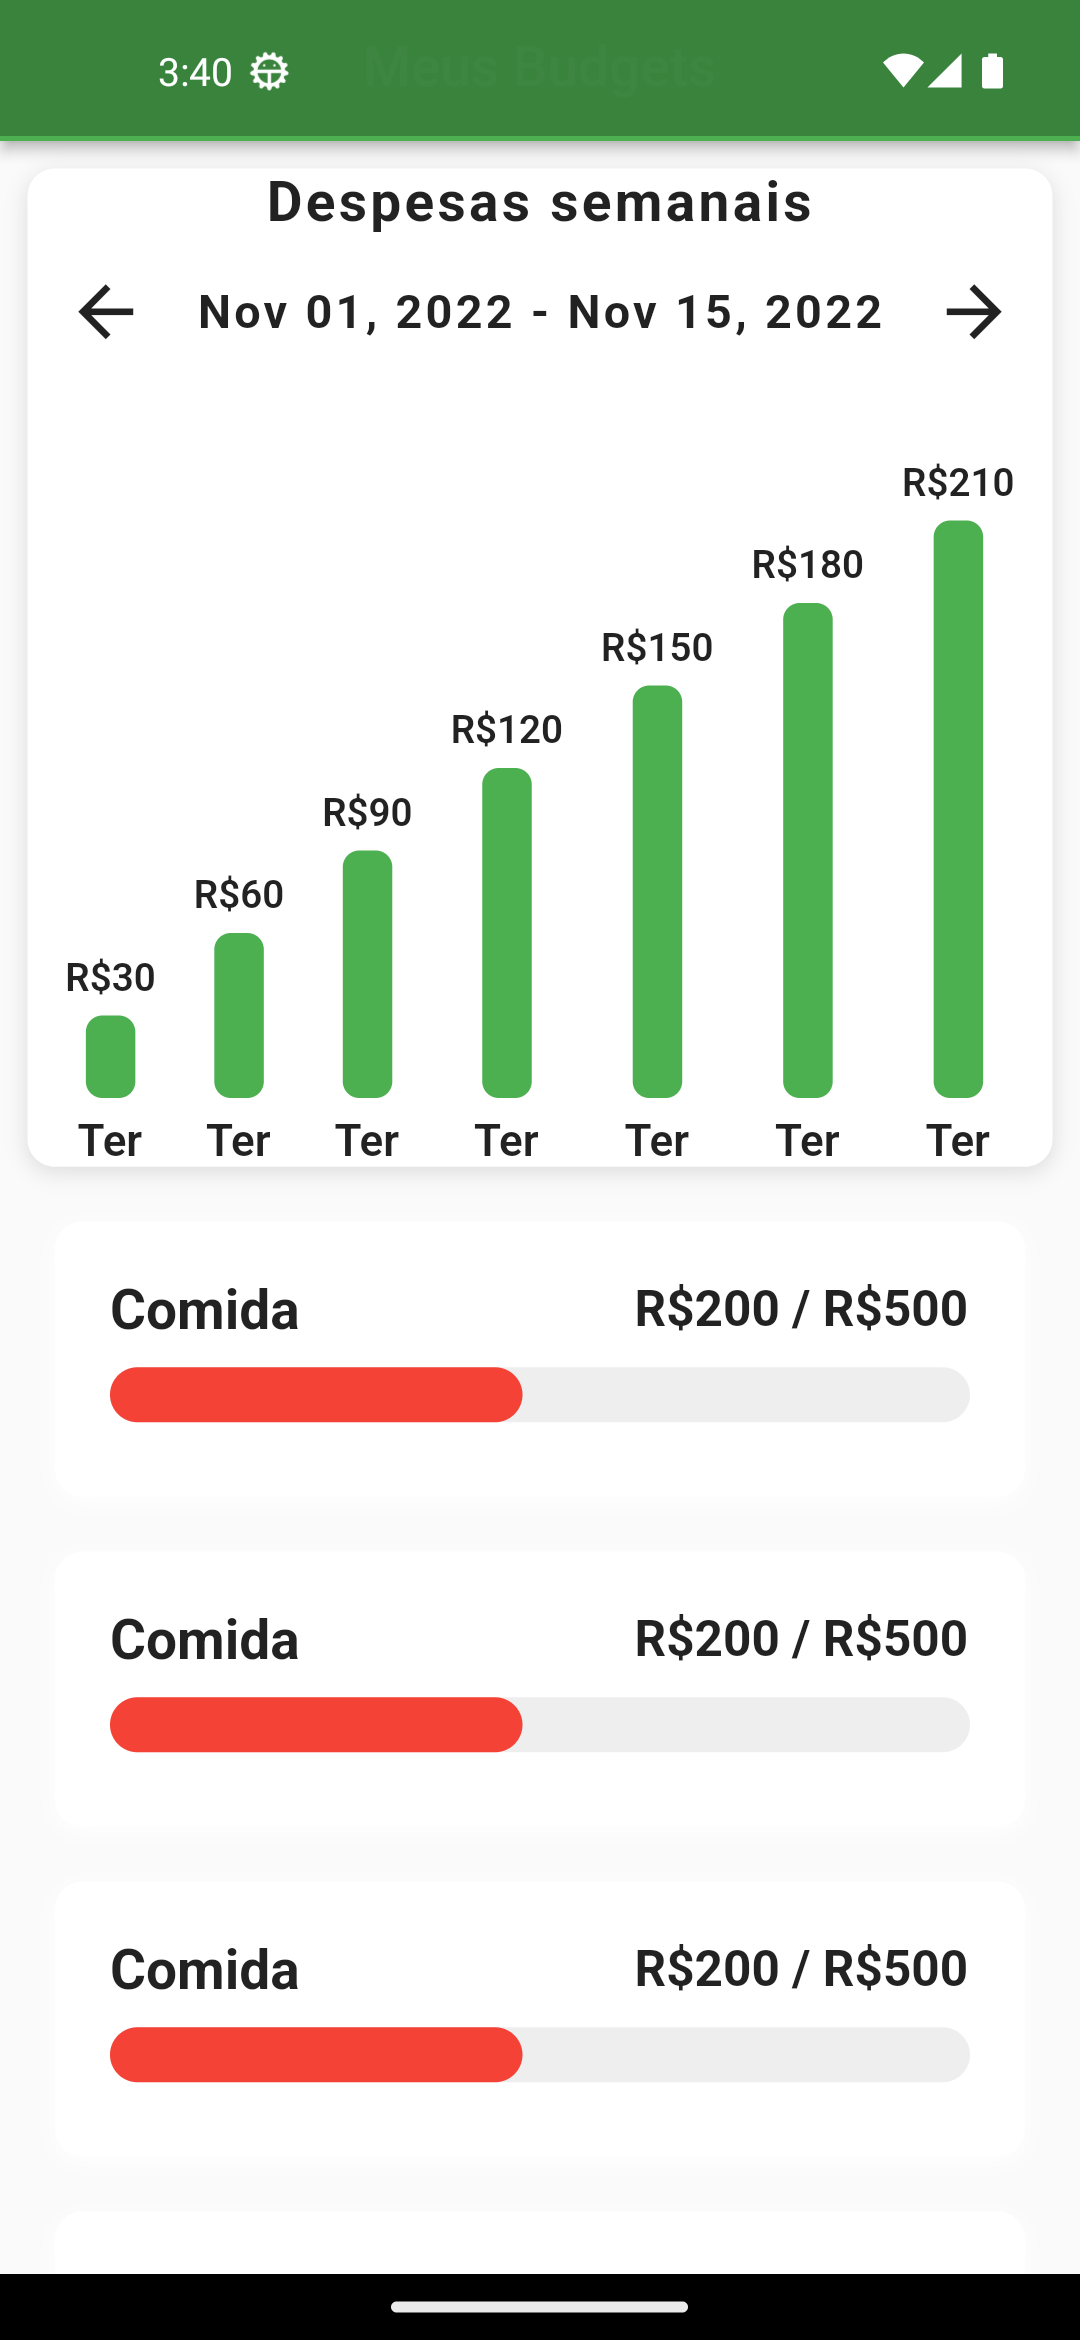 Meus Budgets
3:40
Despesas semanais
Nov 01, 2022 - Nov 15, 2022
R$30
R$60
R$90
R$120
R$150
R$180
R$210
Ter Ter Ter Ter Ter Ter Ter
Comida R$200 / R$500
Comida R$200 / R$500
Comida R$200 / R$500